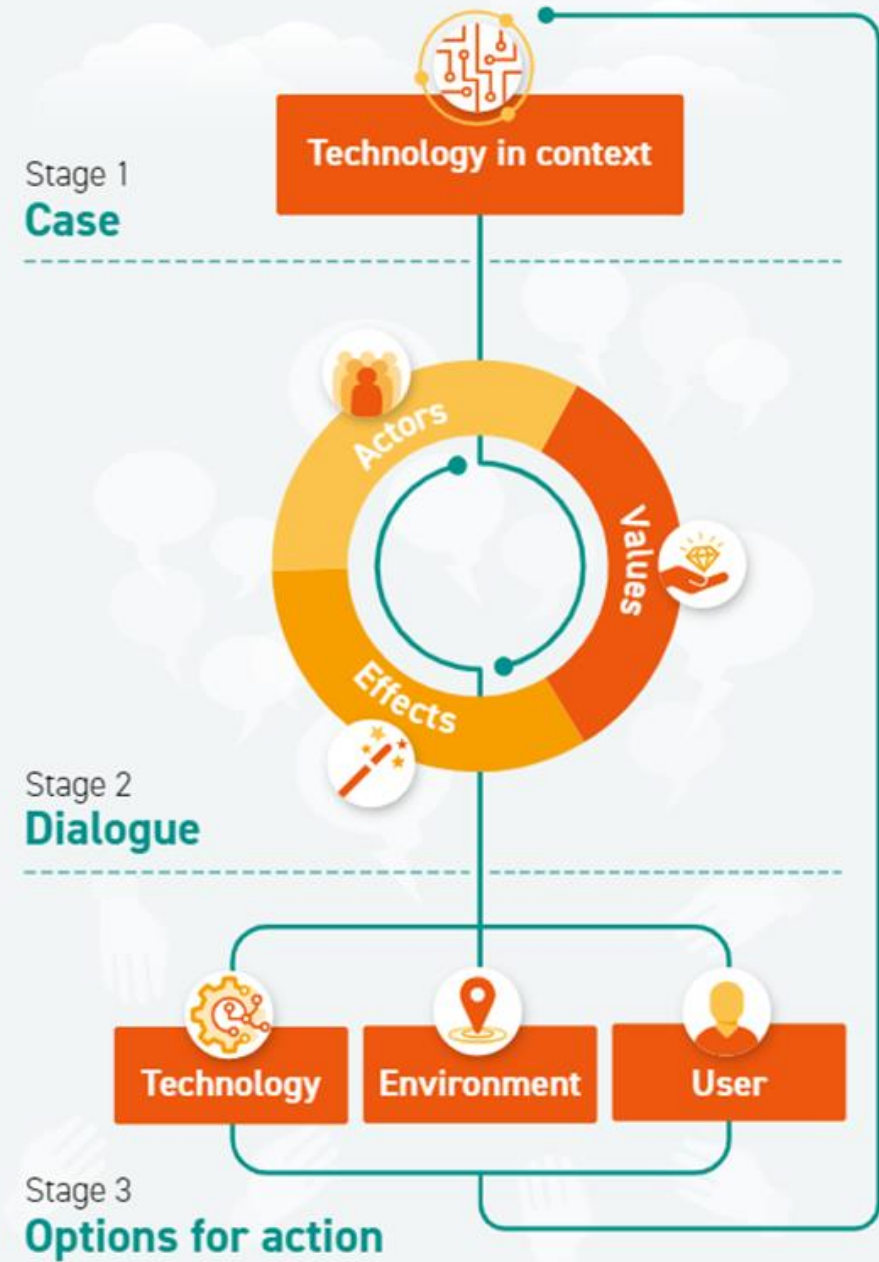 Technology in context
Stage 1
Case
Actors
Values
Effects
Stage 2
Dialogue
Technology
Environment
User
Stage 3
Options for action